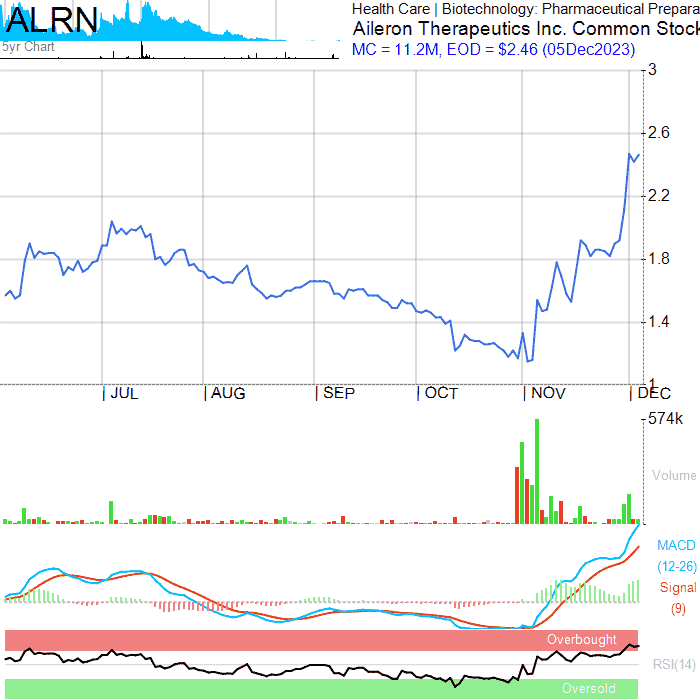 ALRN
5yr Chart
Health Care | Biotechnology: Pharmaceutical Prepara
Aileron Therapeutics Inc. Common Stock
MC = 11.2M, EOD = $2.46 (05Dec2023)
3
2.6
2.2
1.8
1.4
1
| JUL | AUG | SEP | OCT | NOV | DEC
574k
Volume
MACD
(12-26)
Signal
(9)
Overbought
RSI(14)
Oversold